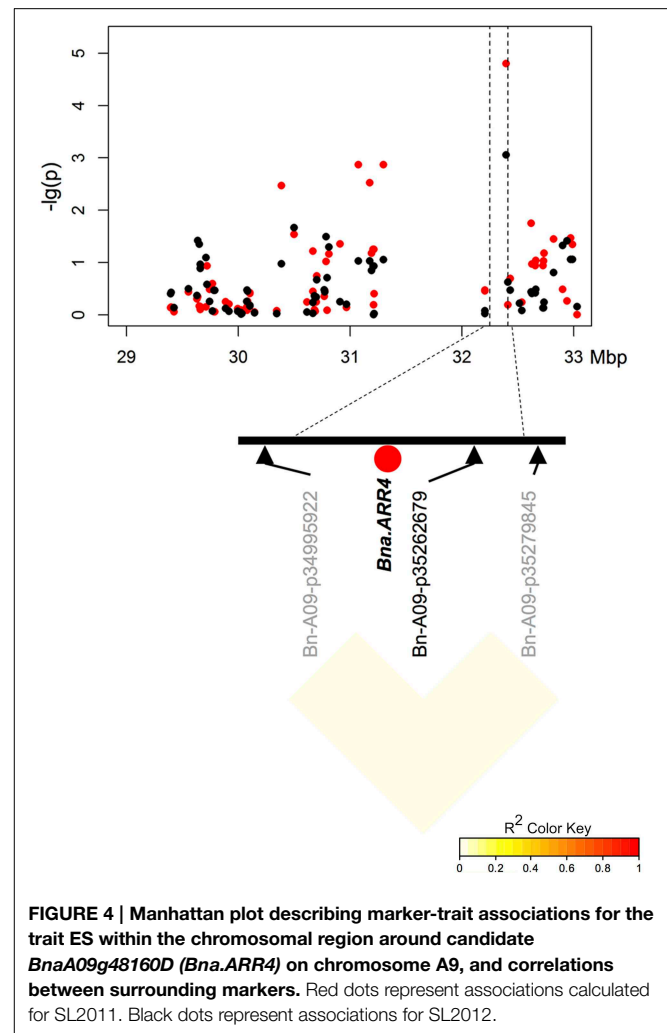 5
4
3
2
1
0
-lg(p)
29 30 31 32 33 Mbp
Bn-A09-p34995922
Bna.ARR4
Bn-A09-p35262679
Bn-A09-p35279845
R² Color Key
0 0.2 0.4 0.6 0.8 1
FIGURE 4 | Manhattan plot describing marker-trait associations for the
trait ES within the chromosomal region around candidate
BnaA09g48160D (Bna.ARR4) on chromosome A9, and correlations
between surrounding markers. Red dots represent associations calculated
for SL2011. Black dots represent associations for SL2012.